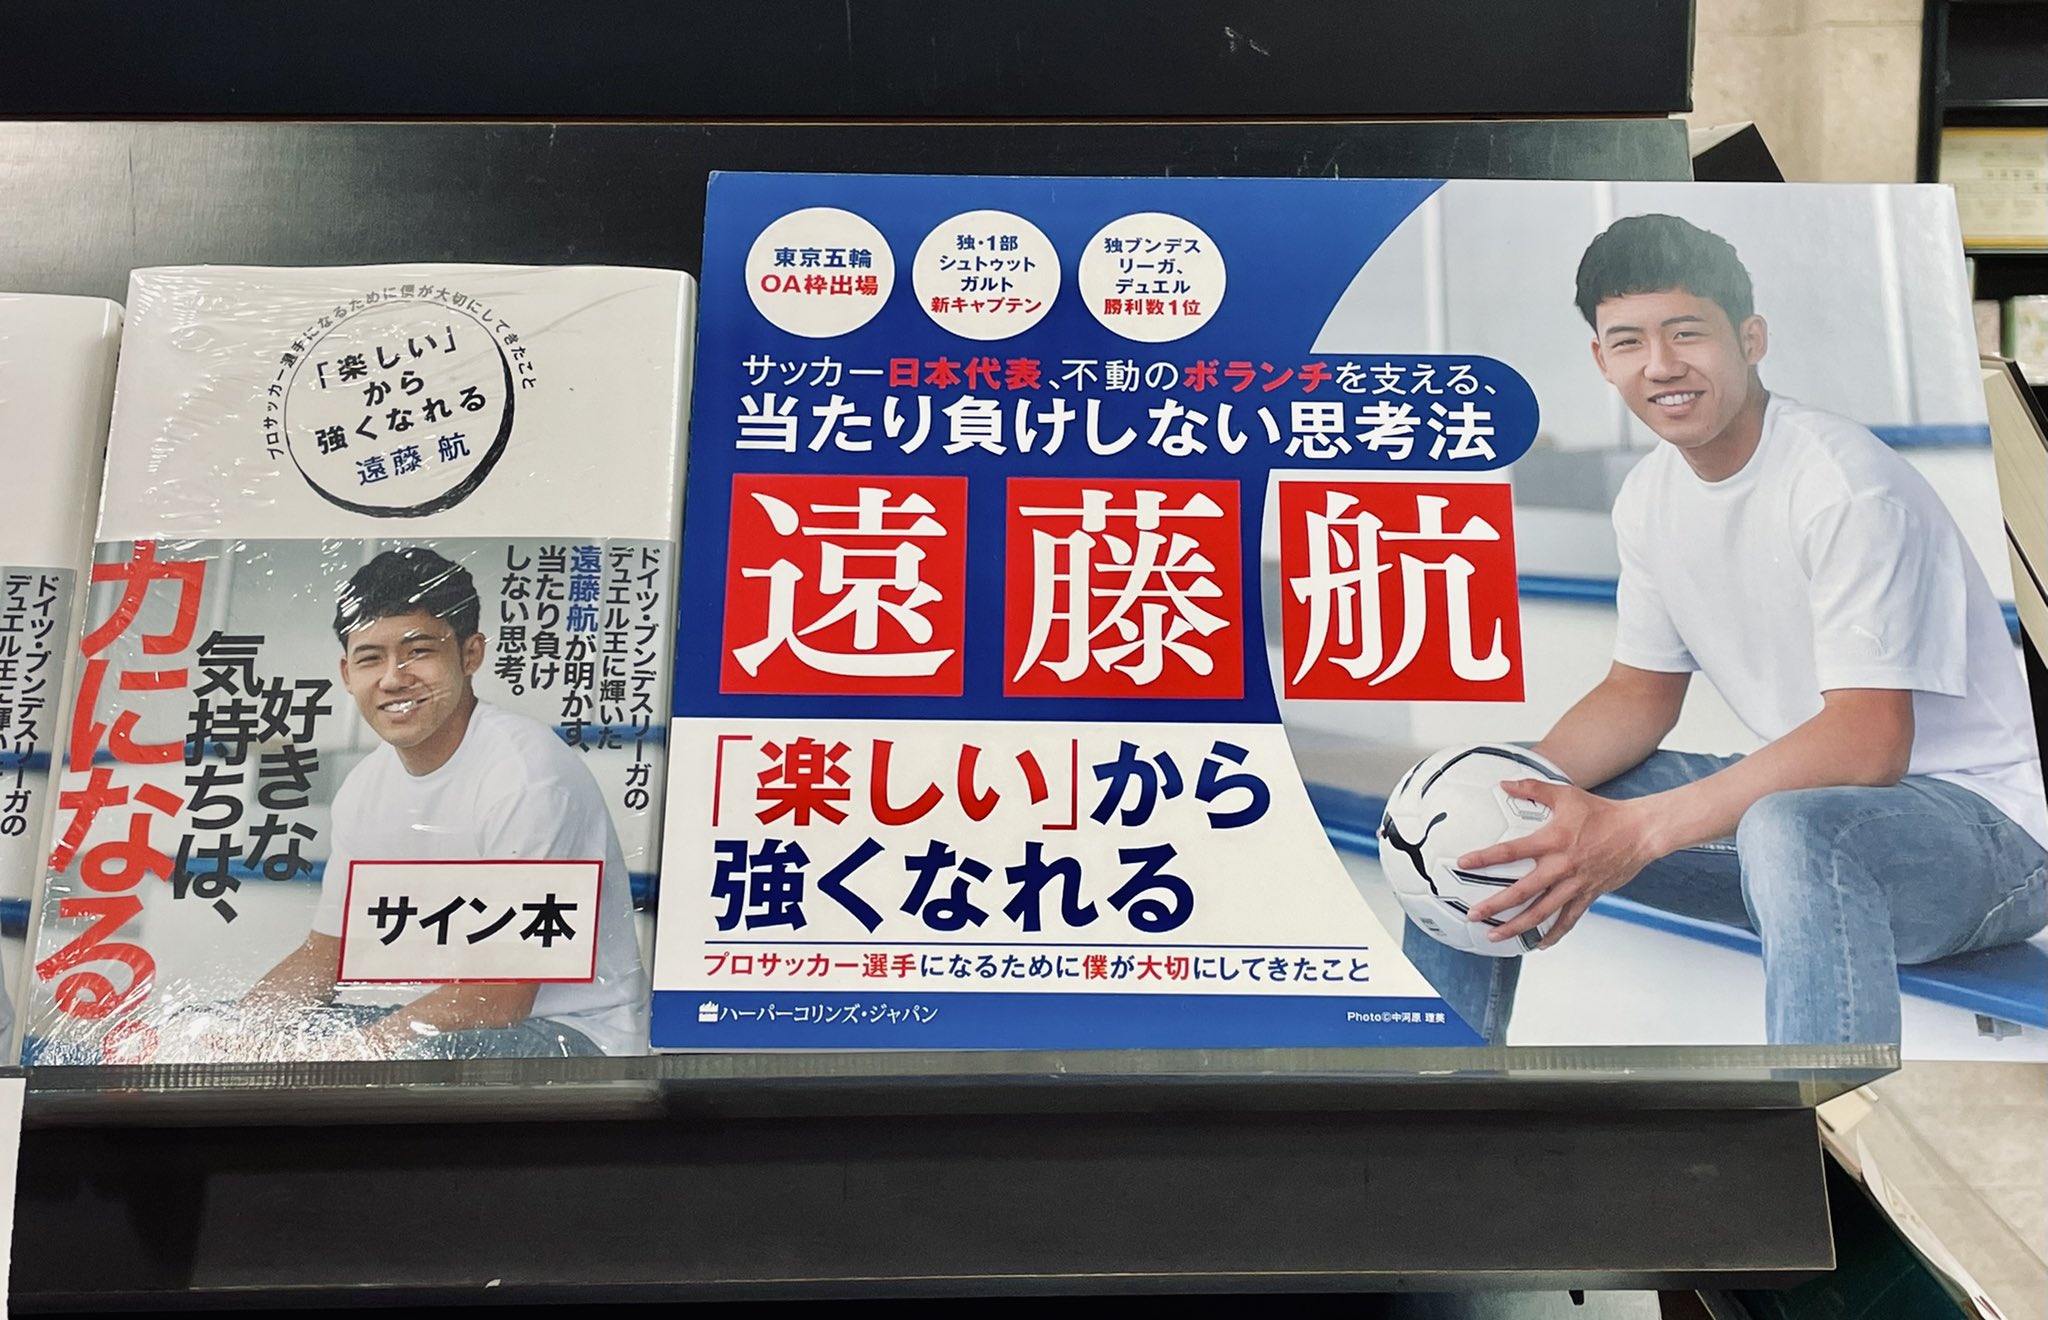 プロサッカー選手になるために僕が大切にしてきたこと
「楽しい」
から
強くなれる
遠藤 航
ドイツ・ブンデスリーガの
デュエル王に輝いた
遠藤航が明かす、
当たり負け
しない思考。
好きな
気持ちは、
力になる。
サイン本
ドイツ・ブンデスリーガの
東京五輪
OA枠出場
独・1部
シュトゥット
ガルト
新キャプテン
独ブンデス
リーガ、
デュエル
勝利数1位
サッカー日本代表、不動のボランチを支える、
当たり負けしない思考法
遠藤航
「楽しい」から
強くなれる
プロサッカー選手になるために僕が大切にしてきたこと
ハーパーコリンズ・ジャパン
Photo©中河原 理英